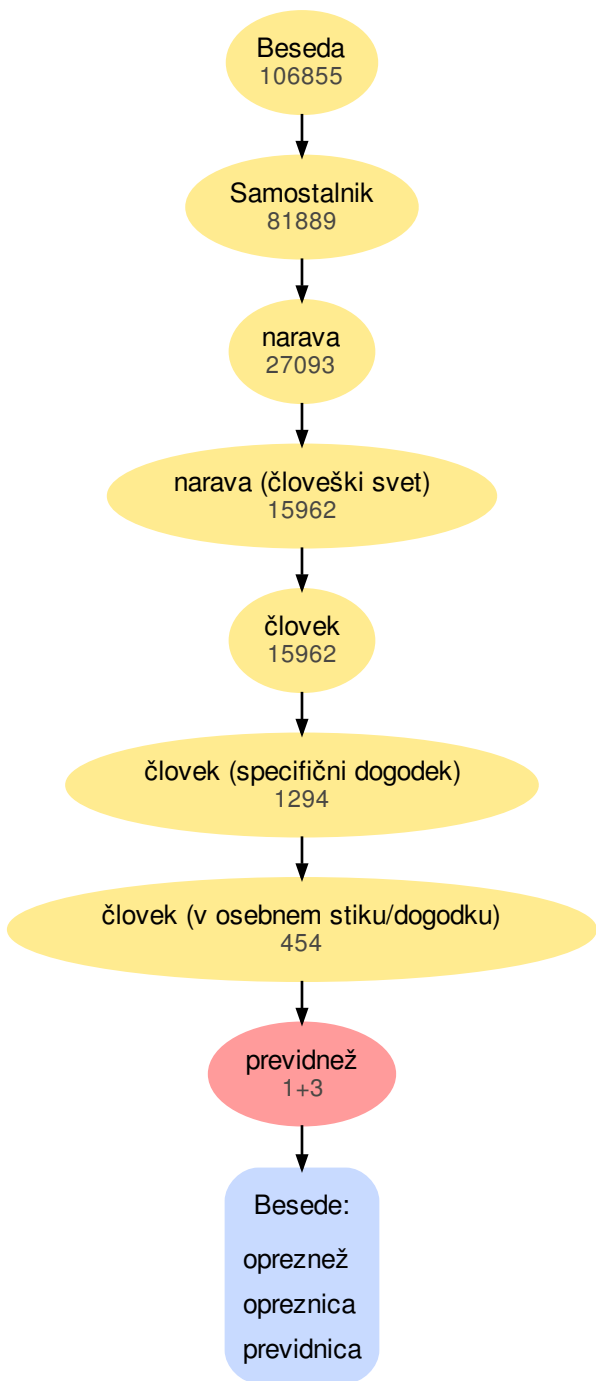 Beseda
106855
Samostalnik
81889
narava
27093
narava (človeški svet)
15962
človek
15962
človek (specifični dogodek)
1294
človek (v osebnem stiku/dogodku)
454
previdnež
1+3
Besede:
opreznež
opreznica
previdnica